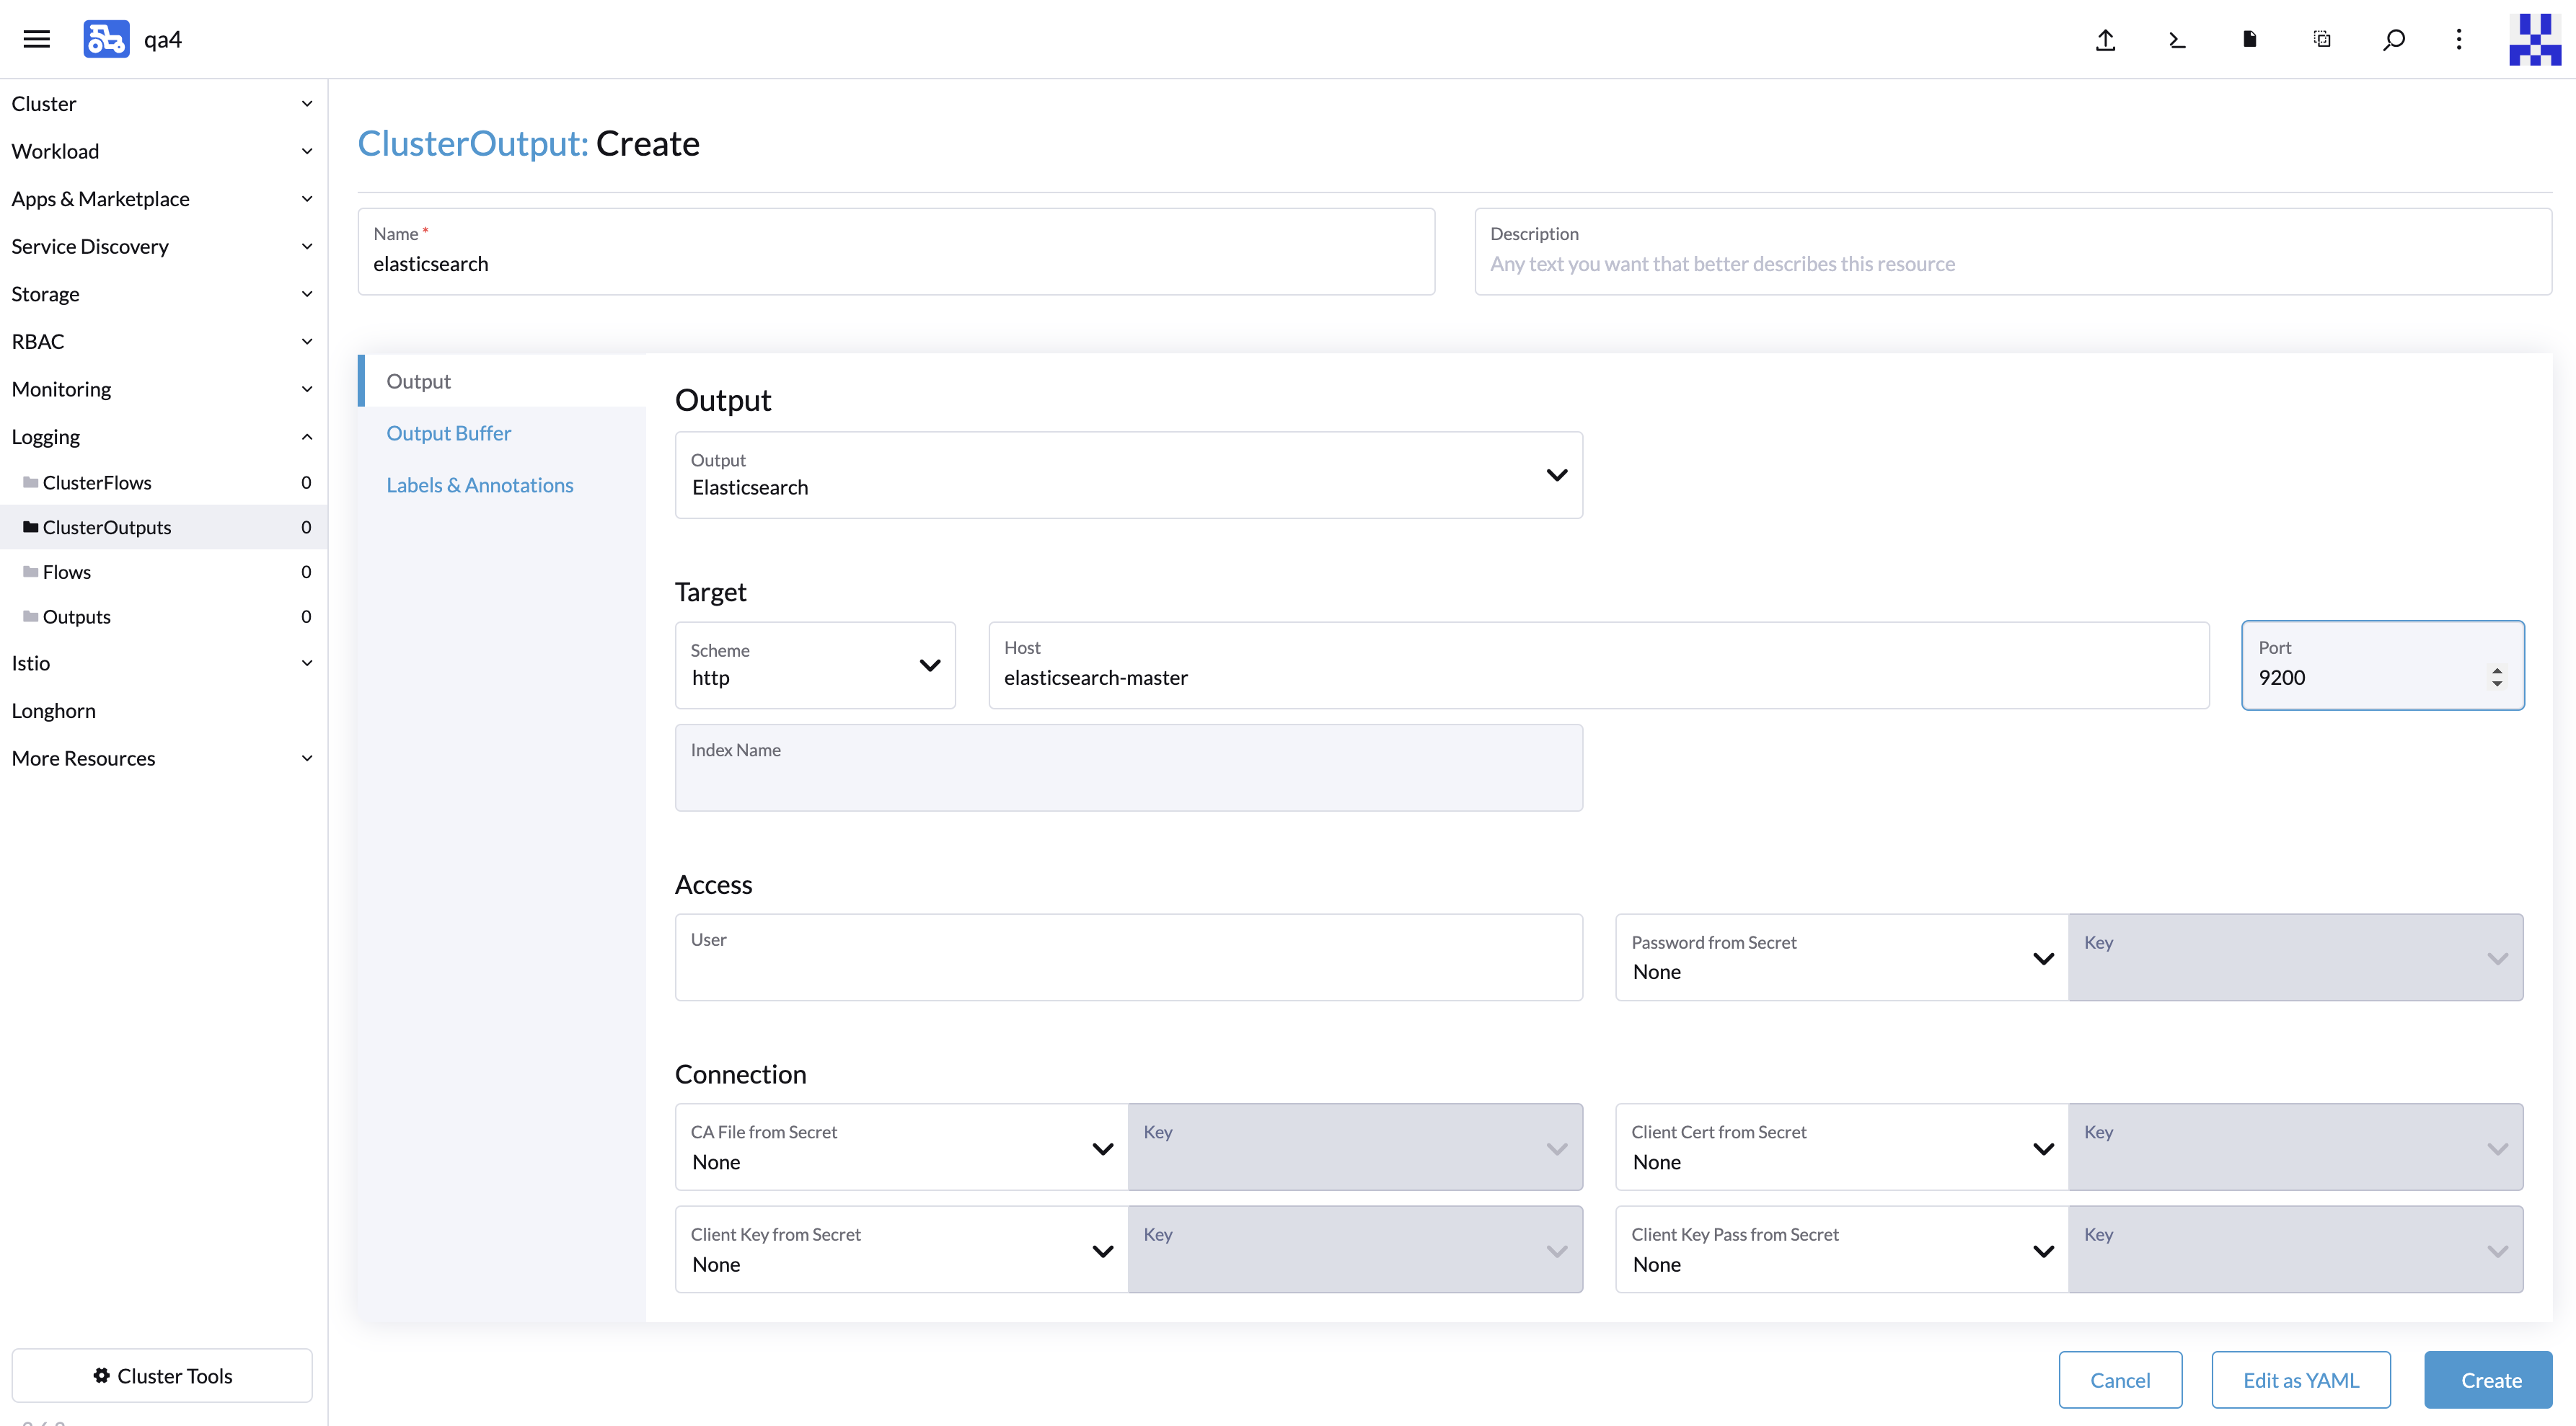 qa4
Cluster
Workload
Apps & Marketplace
Service Discovery
Storage
RBAC
Monitoring
Logging
ClusterFlows 0
ClusterOutputs 0
Flows 0
Outputs 0
Istio
Longhorn
More Resources
Cluster Tools
ClusterOutput: Create
Name *
elasticsearch
Description
Any text you want that better describes this resource
Output
Output Buffer
Labels & Annotations
Output
Output
Elasticsearch
Target
Scheme
http
Host
elasticsearch-master
Port
9200
Index Name
Access
User
Password from Secret
None
Key
Connection
CA File from Secret
None
Key
Client Cert from Secret
None
Key
Client Key from Secret
None
Key
Client Key Pass from Secret
None
Key
Cancel
Edit as YAML
Create